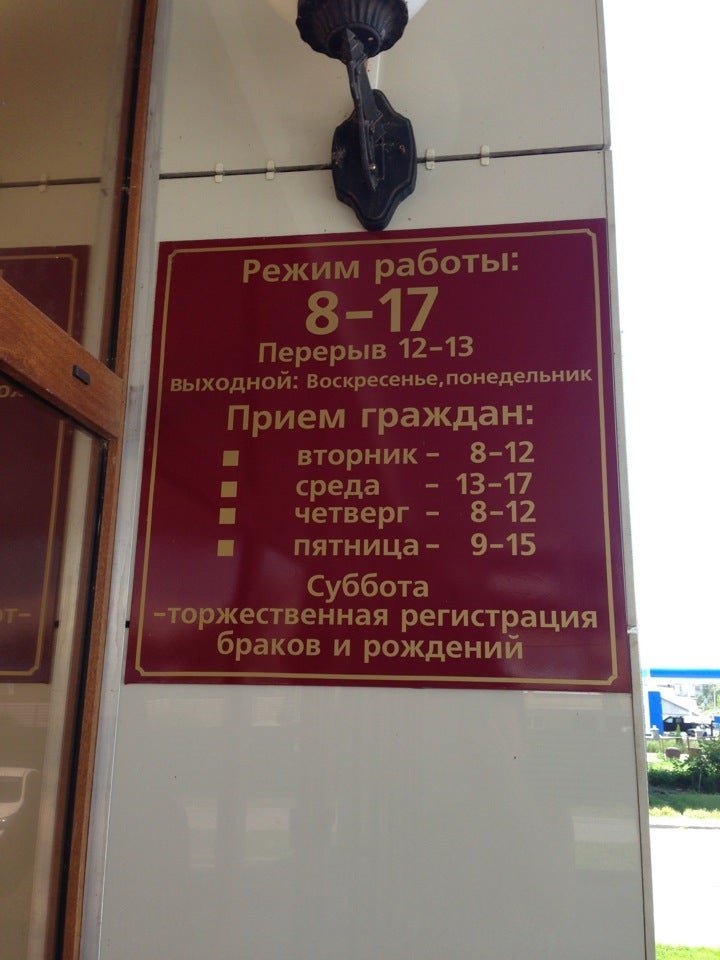 Режим работы:
8-17
Перерыв 12-13
выходной: Воскресенье, понедельник
Прием граждан:
вторник - 8-12
среда - 13-17
четверг - 8-12
пятница - 9-15
Суббота
-торжественная регистрация
браков и рождений